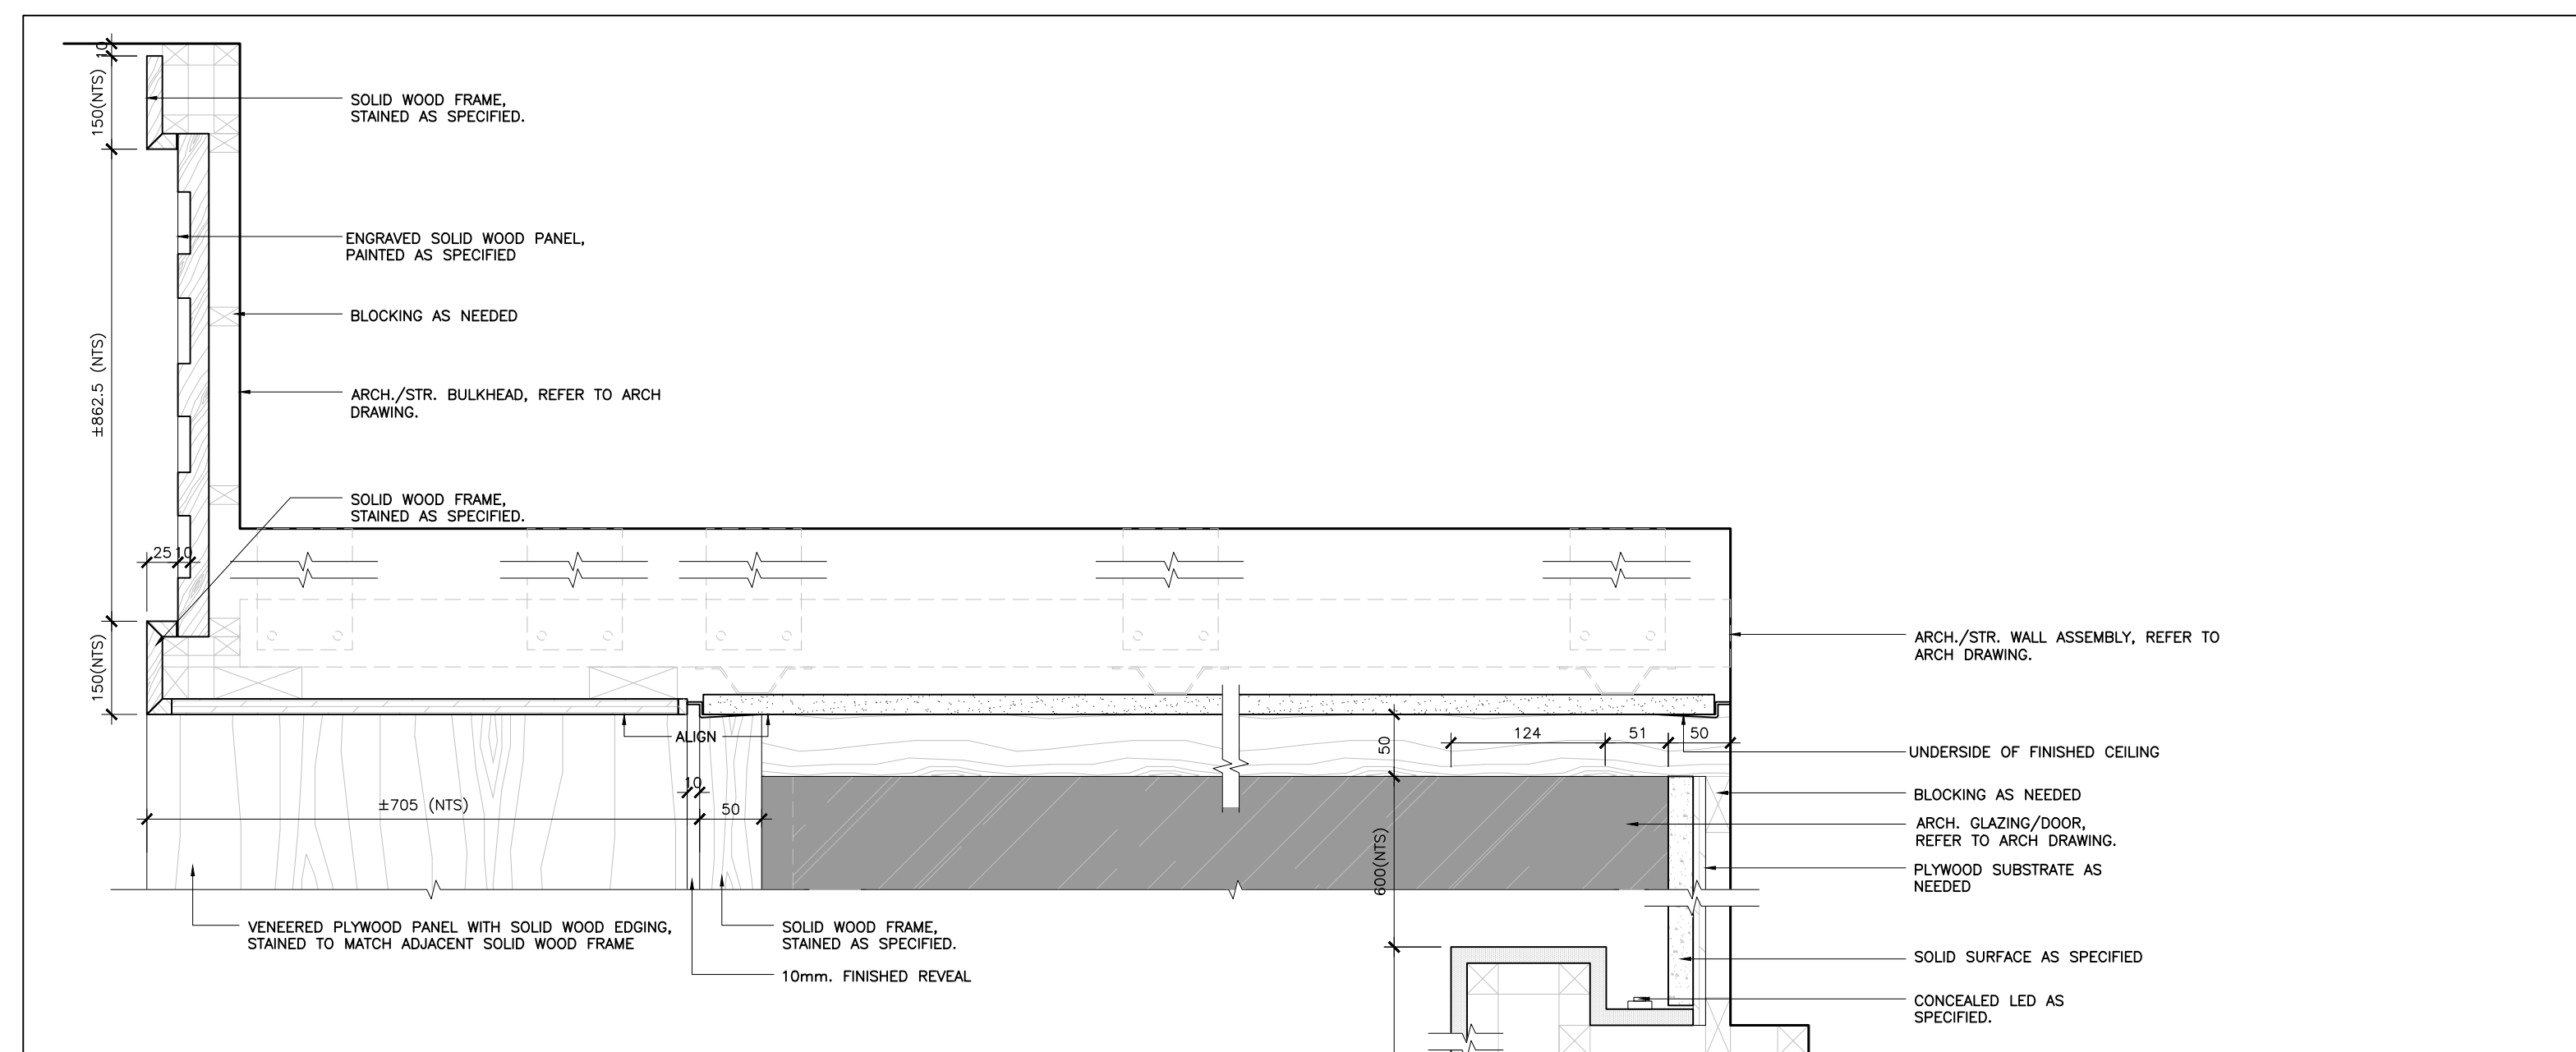 10
150(NTS)
SOLID WOOD FRAME,
STAINED AS SPECIFIED.
ENGRAVED SOLID WOOD PANEL,
PAINTED AS SPECIFIED
BLOCKING AS NEEDED
±862.5 (NTS)
ARCH./STR. BULKHEAD, REFER TO ARCH
DRAWING.
SOLID WOOD FRAME,
STAINED AS SPECIFIED.
25
10
150(NTS)
ARCH./STR. WALL ASSEMBLY, REFER TO
ARCH DRAWING.
ALIGN
50
124
51
50
UNDERSIDE OF FINISHED CEILING
10
±705 (NTS)
50
BLOCKING AS NEEDED
ARCH. GLAZING/DOOR,
REFER TO ARCH DRAWING.
600(NTS)
PLYWOOD SUBSTRATE AS
NEEDED
VENEERED PLYWOOD PANEL WITH SOLID WOOD EDGING,
STAINED TO MATCH ADJACENT SOLID WOOD FRAME
SOLID WOOD FRAME,
STAINED AS SPECIFIED.
10mm. FINISHED REVEAL
SOLID SURFACE AS SPECIFIED
CONCEALED LED AS
SPECIFIED.